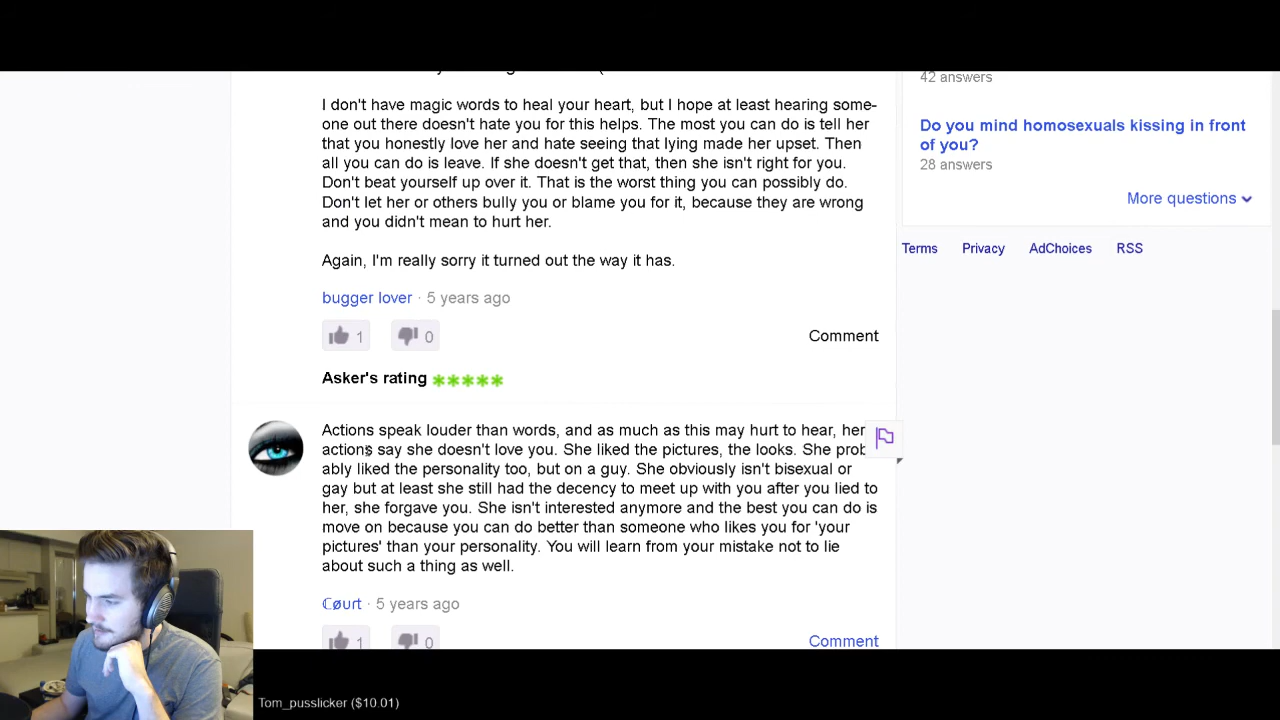 I don't have magic words to heal your heart, but I hope at least hearing some-
one out there doesn't hate you for this helps. The most you can do is tell her
that you honestly love her and hate seeing that lying made her upset. Then
all you can do is leave. If she doesn't get that, then she isn't right for you.
Don't beat yourself up over it. That is the worst thing you can possibly do.
Don't let her or others bully you or blame you for it, because they are wrong
and you didn't mean to hurt her.
Again, I'm really sorry it turned out the way it has.
bugger lover · 5 years ago
1 0 Comment
Asker's rating
Actions speak louder than words, and as much as this may hurt to hear, her
actions say she doesn't love you. She liked the pictures, the looks. She prob
ably liked the personality too, but on a guy. She obviously isn't bisexual or
gay but at least she still had the decency to meet up with you after you lied to
her, she forgave you. She isn't interested anymore and the best you can do is
move on because you can do better than someone who likes you for 'your
pictures' than your personality. You will learn from your mistake not to lie
about such a thing as well.
ℂøurt · 5 years ago
1 0 Comment
42 answers
Do you mind homosexuals kissing in front
of you?
28 answers
More questions
Terms Privacy AdChoices RSS
Tom_pusslicker ($10.01)